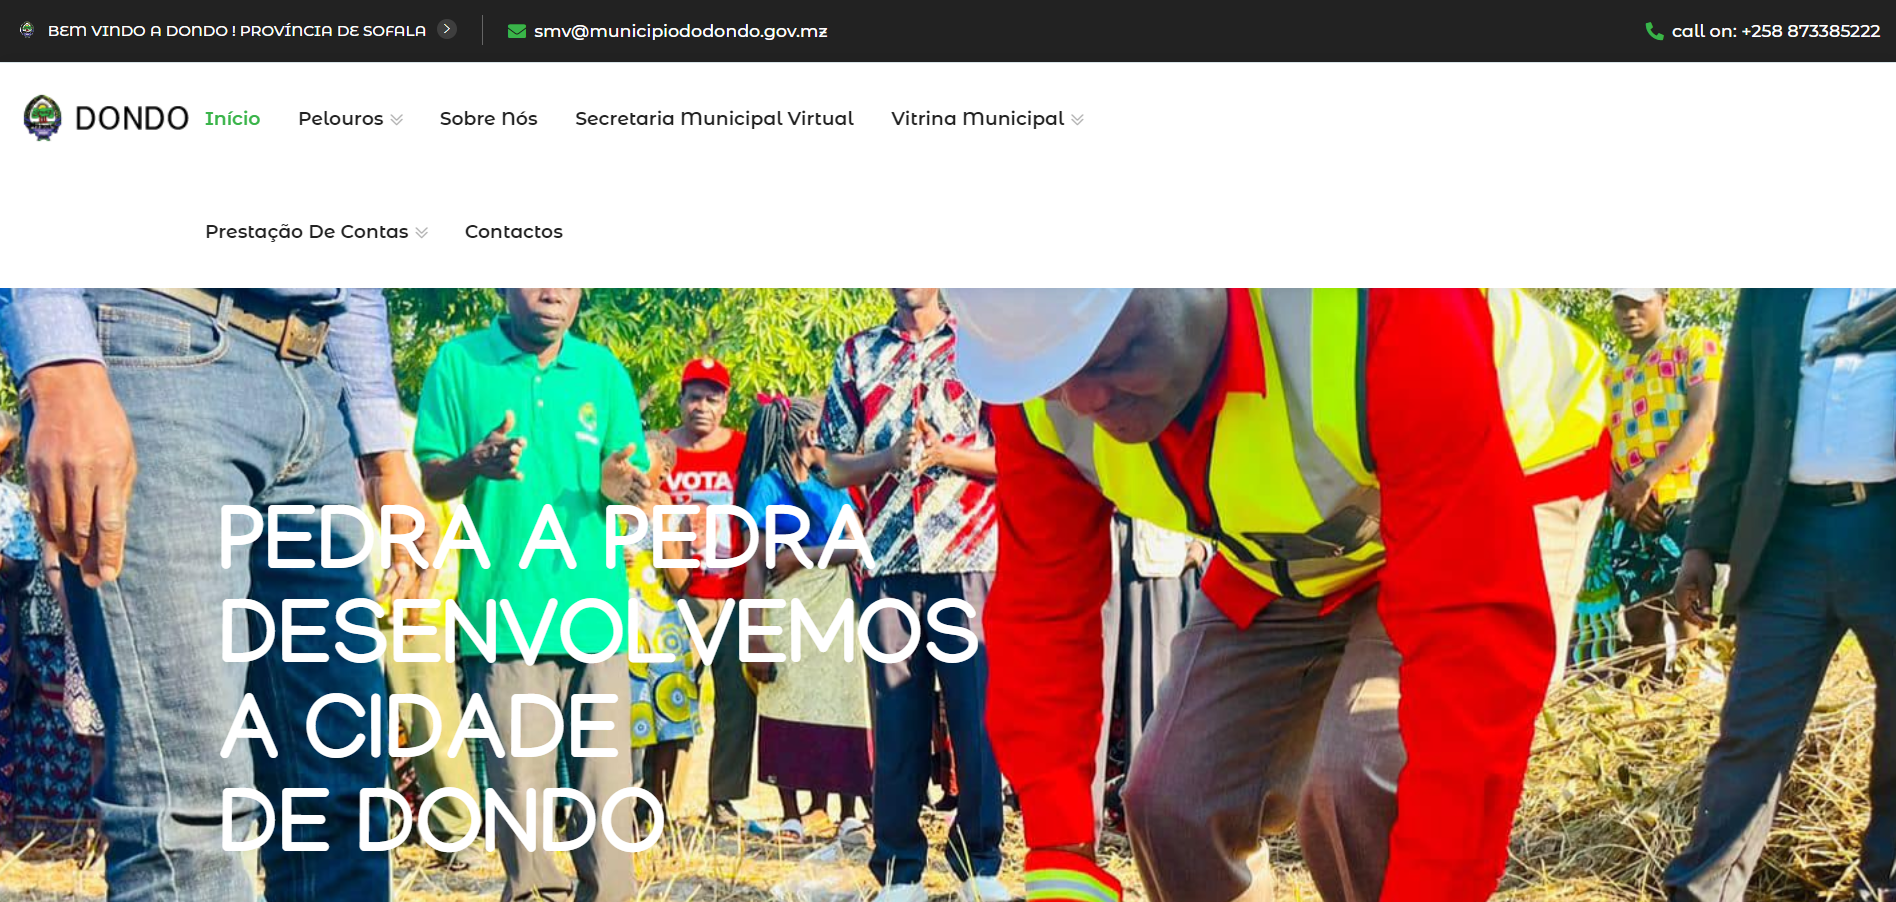 BEM VINDO A DONDO ! PROVÍNCIA DE SOFALA
smv@municipiododondo.gov.mz
call on: +258 873385222
DONDO
Início
Pelouros
Sobre Nós
Secretaria Municipal Virtual
Vitrina Municipal
Prestação De Contas
Contactos
VOTA
PEDRA A PEDRA
DESENVOLVEMOS
A CIDADE
DE DONDO